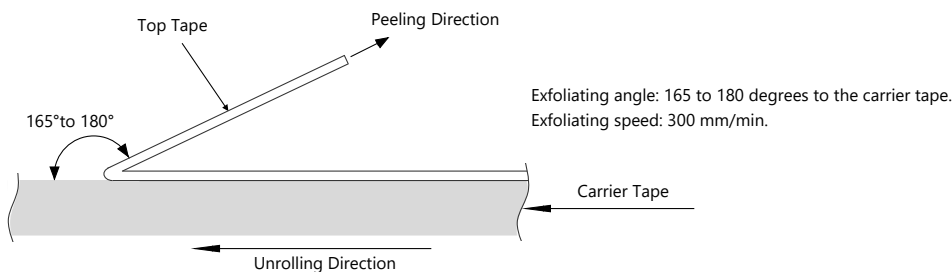 Peeling Direction
Top Tape
Exfoliating angle: 165 to 180 degrees to the carrier tape.
Exfoliating speed: 300 mm/min.
165°to 180°
Carrier Tape
Unrolling Direction